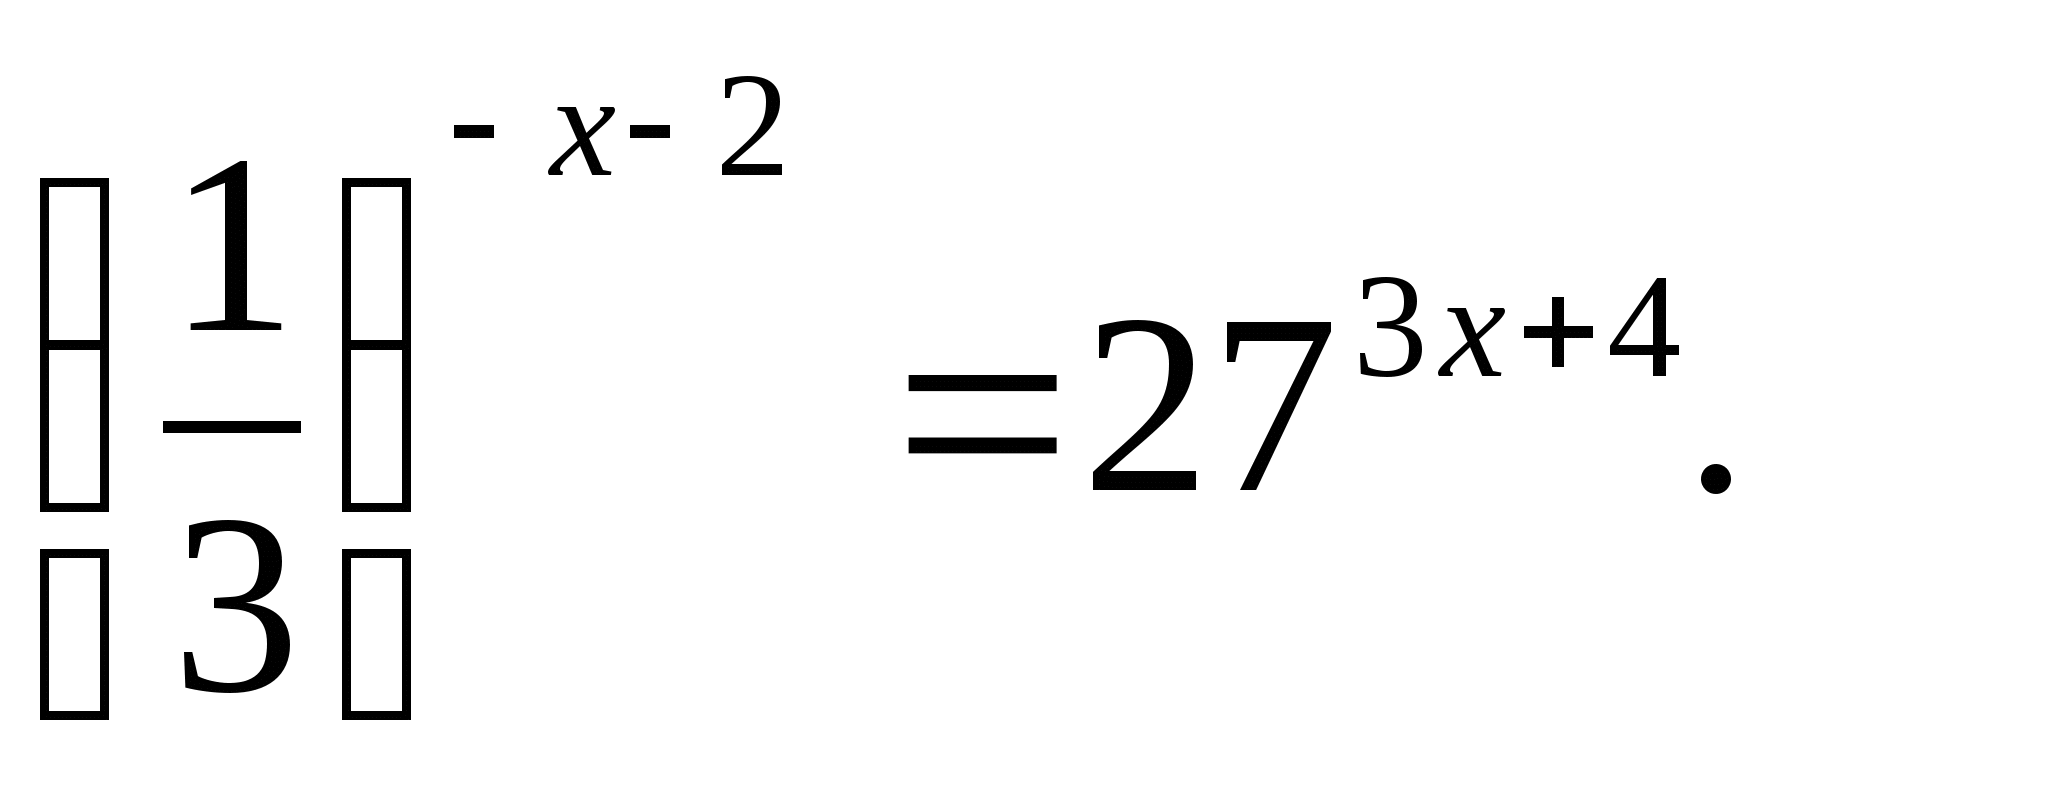 (1/3)^(- x - 2) = 27^(3x+4).